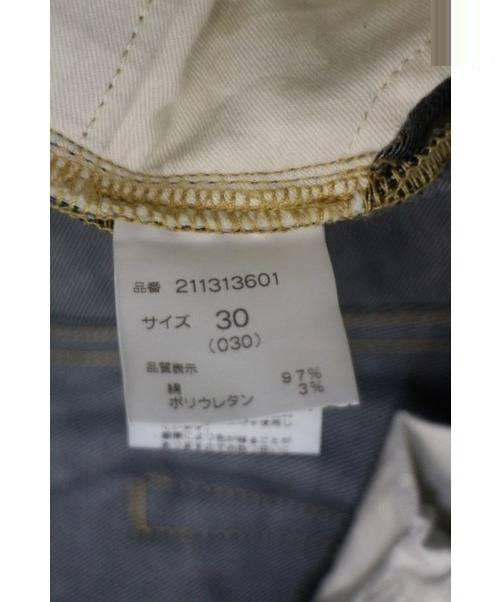 品番 211313601
サイズ 30
(030)
品質表示
綿 97%
ポリウレタン 3%